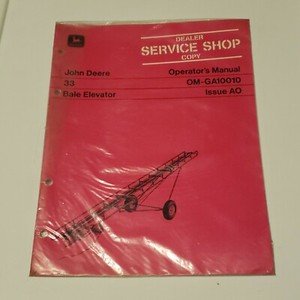 DEALER
SERVICE SHOP
COPY
John Deere
33
Bale Elevator
Operator's Manual
OM-GA10010
Issue A0